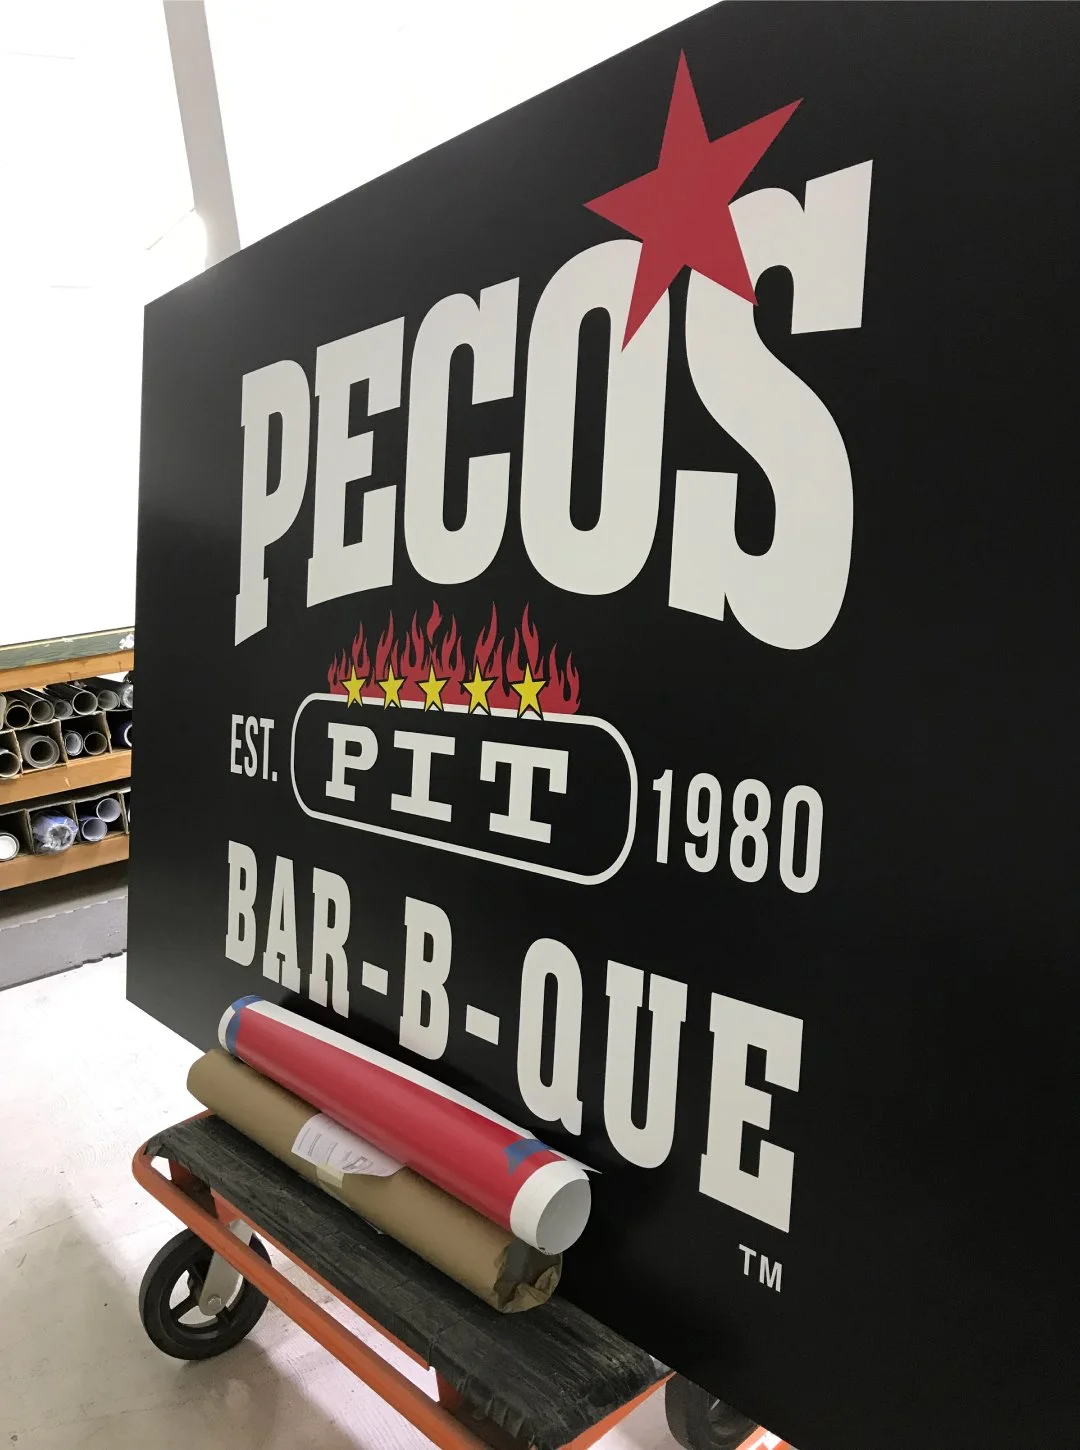 PECOS
EST. PIT 1980
BAR-B-QUE
TM